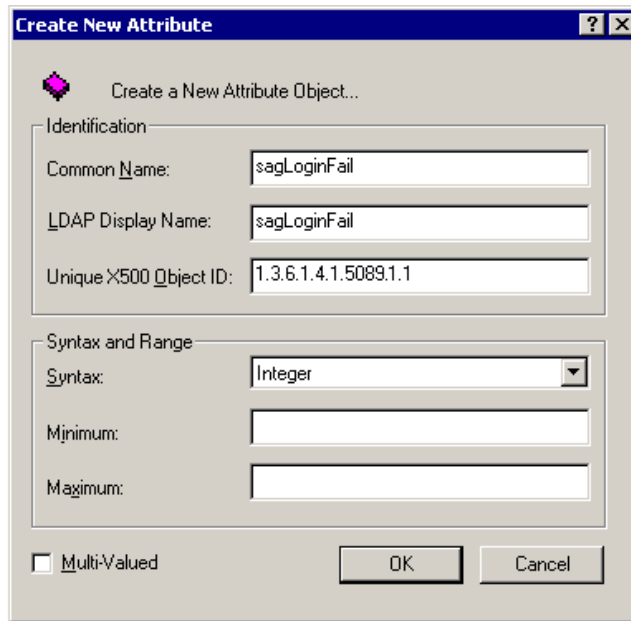 Create New Attribute
Create a New Attribute Object...
Identification
Common Name: sagLoginFail
LDAP Display Name: sagLoginFail
Unique X500 Object ID: 1.3.6.1.4.1.5089.1.1
Syntax and Range
Syntax: Integer
Minimum:
Maximum:
Multi-Valued OK Cancel